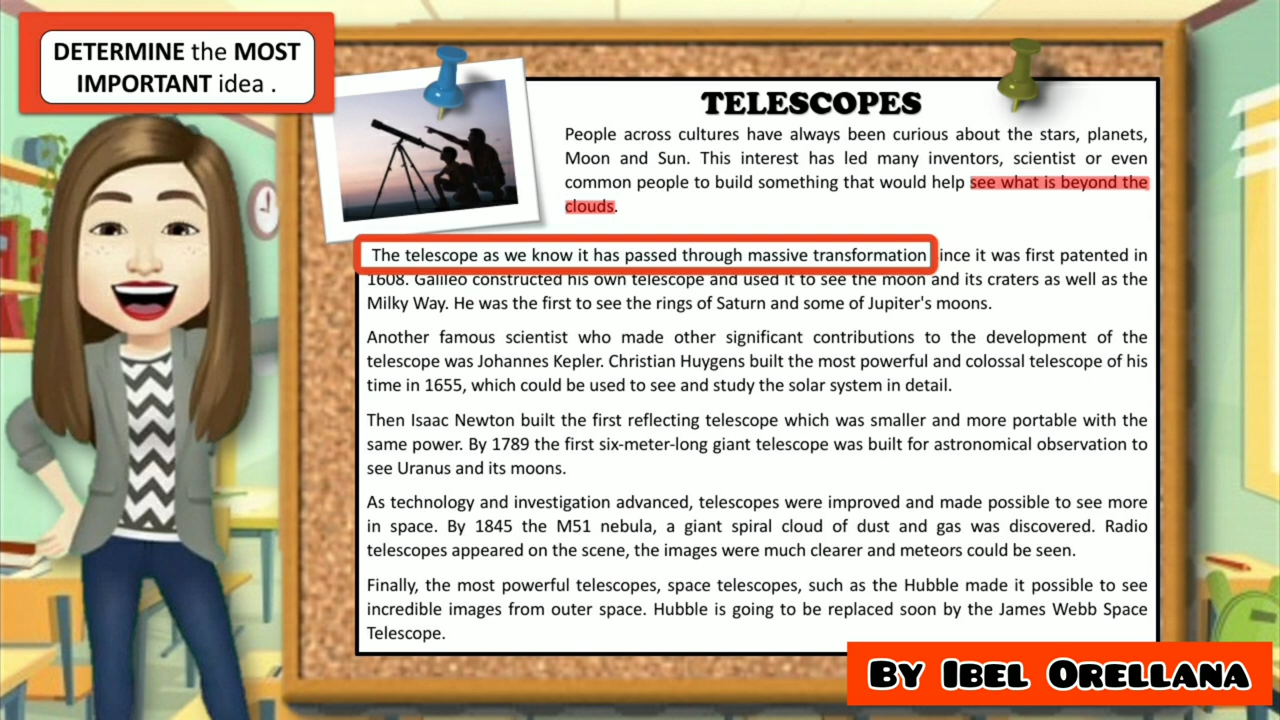 DETERMINE the MOST
IMPORTANT idea .
TELESCOPES
People across cultures have always been curious about the stars, planets,
Moon and Sun. This interest has led many inventors, scientist or even
common people to build something that would help see what is beyond the
clouds.
The telescope as we know it has passed through massive transformation ince it was first patented in
1608. Galileo constructed his own telescope and used it to see the moon and its craters as well as the
Milky Way. He was the first to see the rings of Saturn and some of Jupiter's moons.
Another famous scientist who made other significant contributions to the development of the
telescope was Johannes Kepler. Christian Huygens built the most powerful and colossal telescope of his
time in 1655, which could be used to see and study the solar system in detail.
Then Isaac Newton built the first reflecting telescope which was smaller and more portable with the
same power. By 1789 the first six-meter-long giant telescope was built for astronomical observation to
see Uranus and its moons.
As technology and investigation advanced, telescopes were improved and made possible to see more
in space. By 1845 the M51 nebula, a giant spiral cloud of dust and gas was discovered. Radio
telescopes appeared on the scene, the images were much clearer and meteors could be seen.
Finally, the most powerful telescopes, space telescopes, such as the Hubble made it possible to see
incredible images from outer space. Hubble is going to be replaced soon by the James Webb Space
Telescope.
By Ibel Orellana